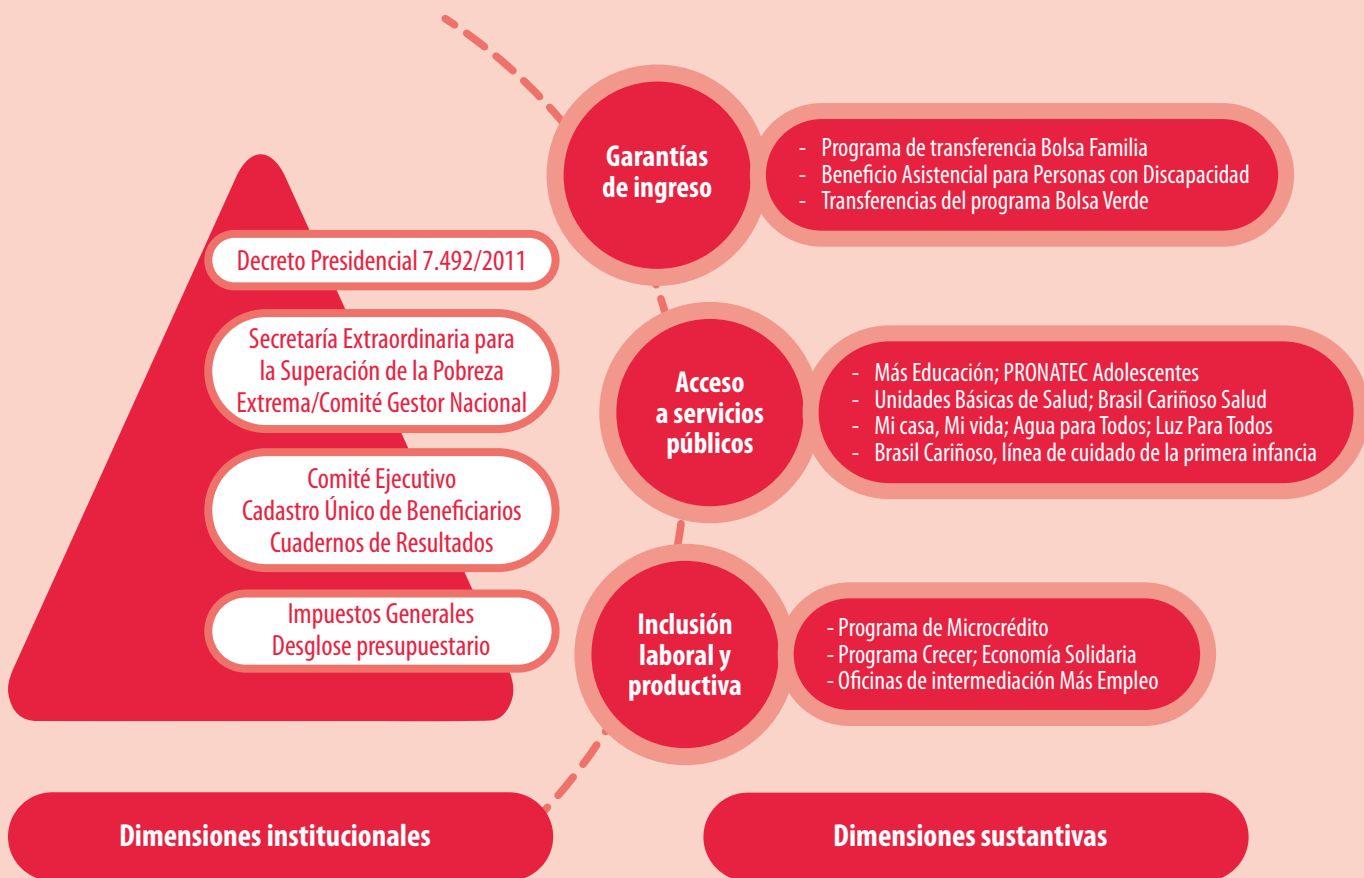 Decreto Presidencial 7.492/2011
Secretaría Extraordinaria para
la Superación de la Pobreza
Extrema/Comité Gestor Nacional
Comité Ejecutivo
Cadastro Único de Beneficiarios
Cuadernos de Resultados
Impuestos Generales
Desglose presupuestario
Dimensiones institucionales
Garantías
de ingreso
- Programa de transferencia Bolsa Familia
- Beneficio Asistencial para Personas con Discapacidad
- Transferencias del programa Bolsa Verde
Acceso
a servicios
públicos
- Más Educación; PRONATEC Adolescentes
- Unidades Básicas de Salud; Brasil Cariñoso Salud
- Mi casa, Mi vida; Agua para Todos; Luz Para Todos
- Brasil Cariñoso, línea de cuidado de la primera infancia
Inclusión
laboral y
productiva
- Programa de Microcrédito
- Programa Crecer; Economía Solidaria
- Oficinas de intermediación Más Empleo
Dimensiones sustantivas